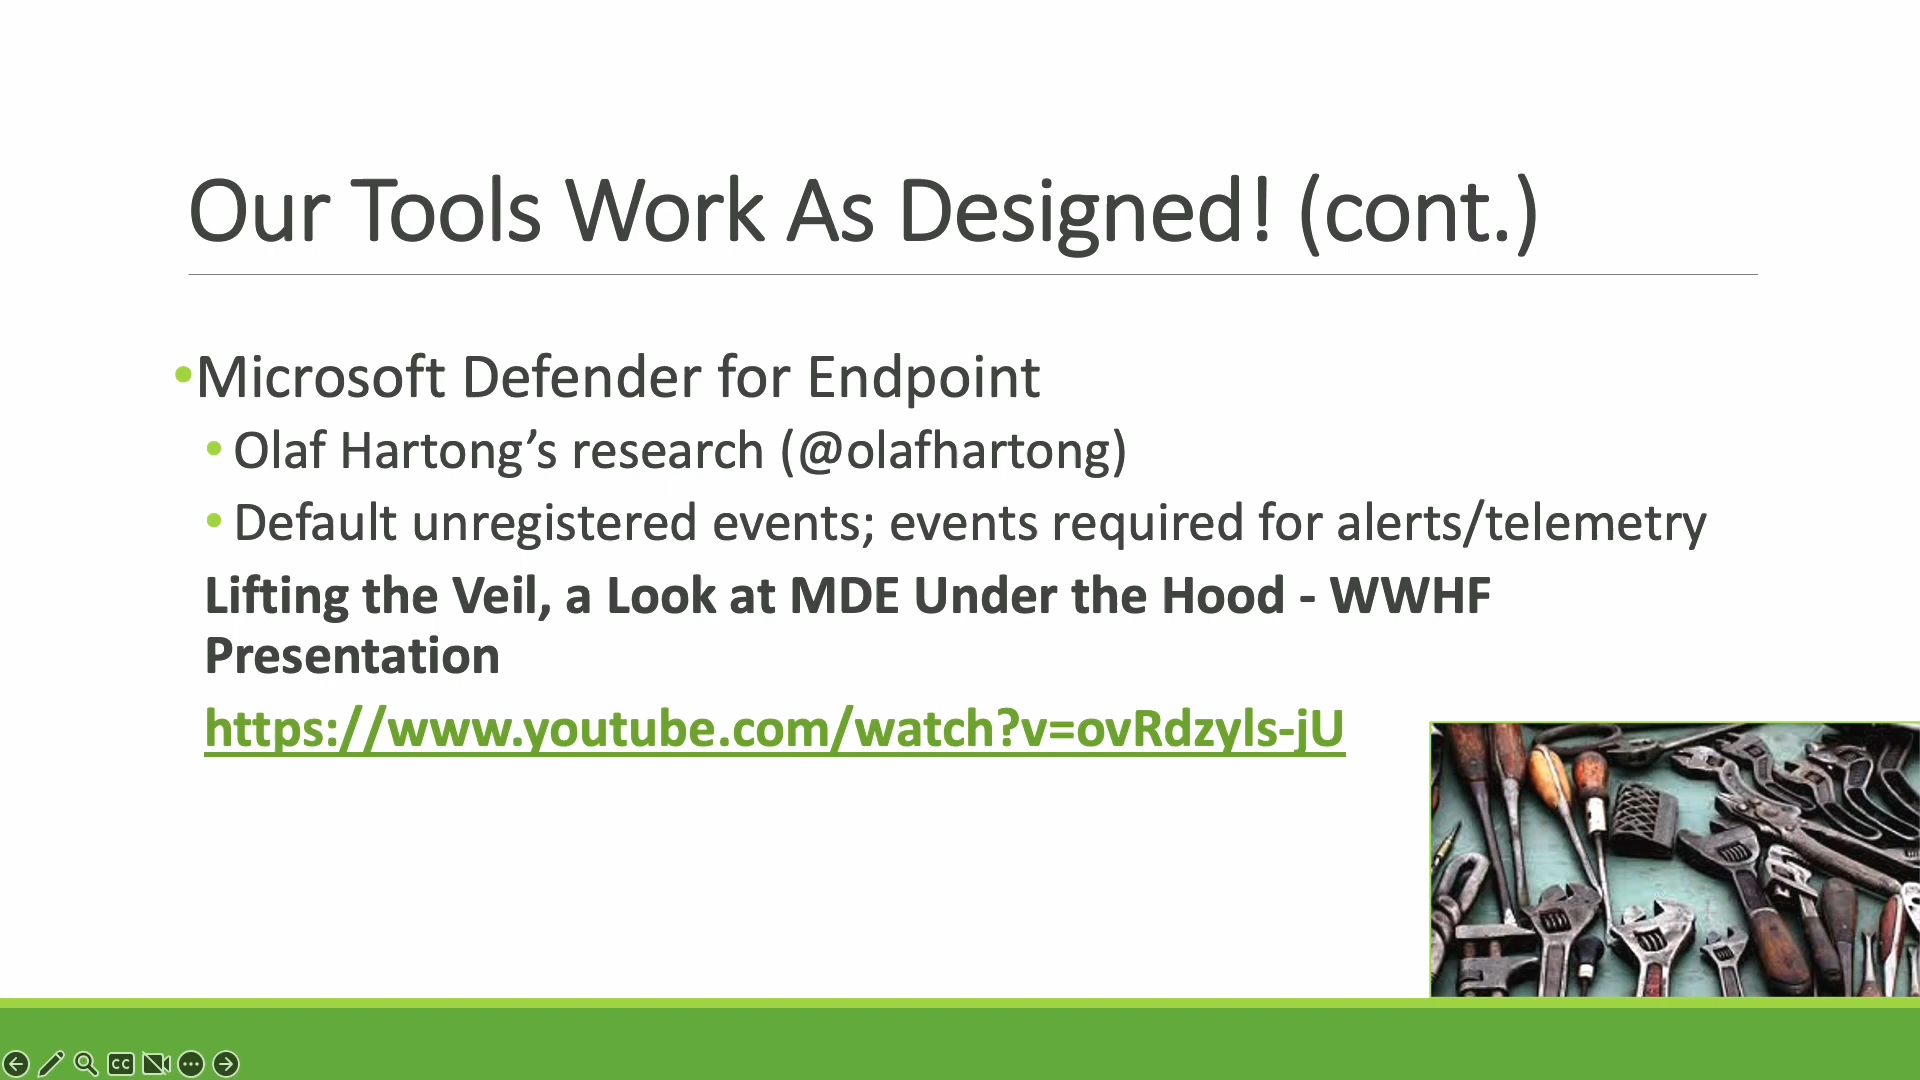 Our Tools Work As Designed! (cont.)
•Microsoft Defender for Endpoint
• Olaf Hartong’s research (@olafhartong)
• Default unregistered events; events required for alerts/telemetry
Lifting the Veil, a Look at MDE Under the Hood - WWHF
Presentation
https://www.youtube.com/watch?v=ovRdzyls-jU
CC